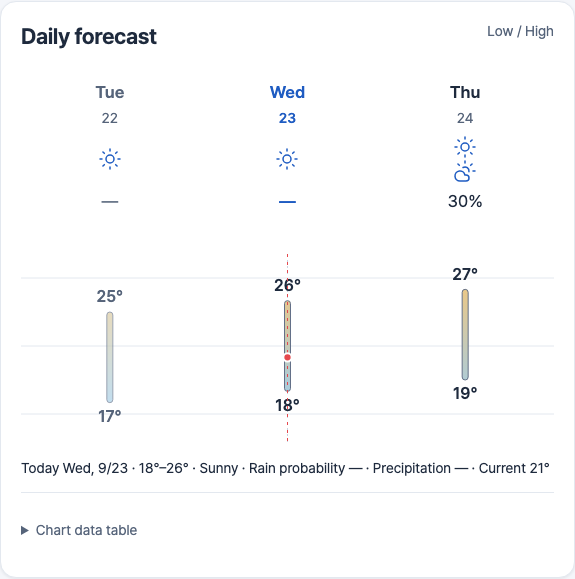 Daily forecast
Low / High
Tue Wed Thu
22 23 24
— — 30%
25° 26° 27°
17° 18° 19°
Today Wed, 9/23 · 18°–26° · Sunny · Rain probability — · Precipitation — · Current 21°
Chart data table